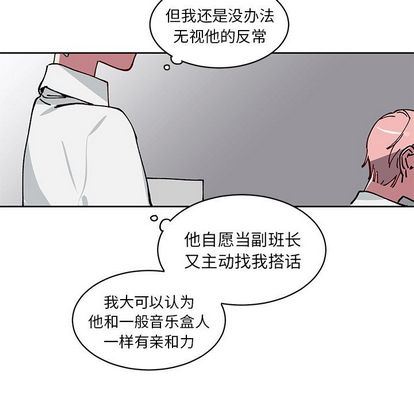 但我还是没办法
无视他的反常
他自愿当副班长
又主动找我搭话
我大可以认为
他和一般音乐盒人
一样有亲和力